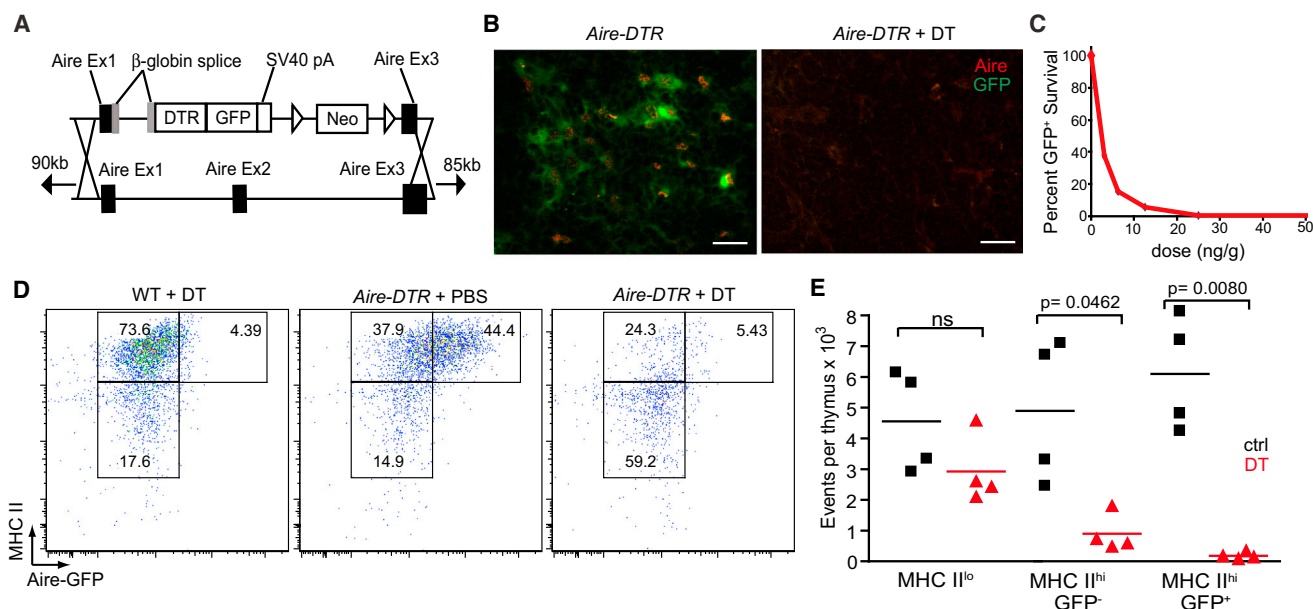 A
Aire Ex1
β-globin splice
SV40 pA
Aire Ex3
DTR
GFP
Neo
90kb
Aire Ex1
Aire Ex2
Aire Ex3
85kb
B
Aire-DTR
Aire-DTR + DT
Aire
GFP
C
Percent GFP⁺ Survival
100
80
60
40
20
0
0 10 20 30 40 50
dose (ng/g)
D
WT + DT
Aire-DTR + PBS
Aire-DTR + DT
73.6
4.39
17.6
37.9
44.4
14.9
24.3
5.43
59.2
MHC II
Aire-GFP
E
p= 0.0080
p= 0.0462
ns
Events per thymus x 10³
8
7
6
5
4
3
2
1
0
ctrl
DT
MHC IIˡᵒ
MHC IIʰⁱ
GFP⁻
MHC IIʰⁱ
GFP⁺